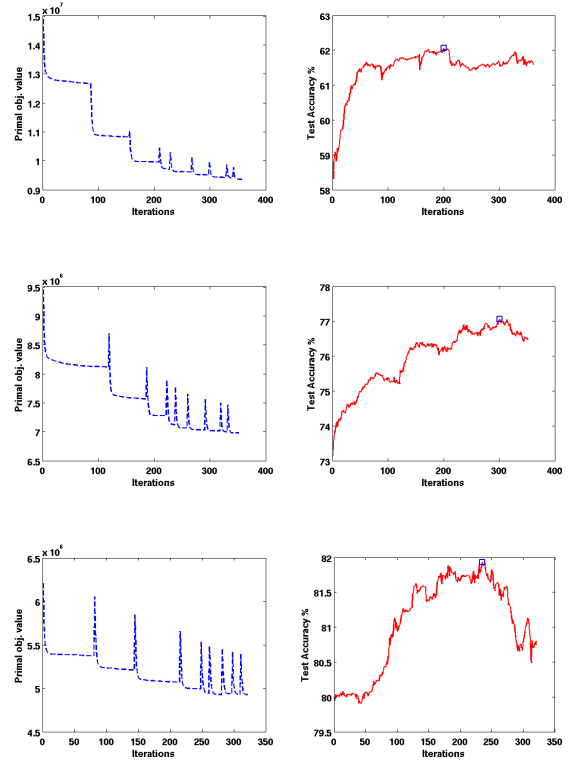 x 10^7
1.5
1.4
1.3
1.2
1.1
1
0.9
0 100 200 300 400
Primal obj. value
Iterations
63
62
61
60
59
58
0 100 200 300 400
Test Accuracy %
Iterations
x 10^6
9.5
9
8.5
8
7.5
7
6.5
0 100 200 300 400
Primal obj. value
Iterations
78
77
76
75
74
73
0 100 200 300 400
Test Accuracy %
Iterations
x 10^6
6.5
6
5.5
5
4.5
0 50 100 150 200 250 300 350
Primal obj. value
Iterations
82
81.5
81
80.5
80
79.5
0 50 100 150 200 250 300 350
Test Accuracy %
Iterations